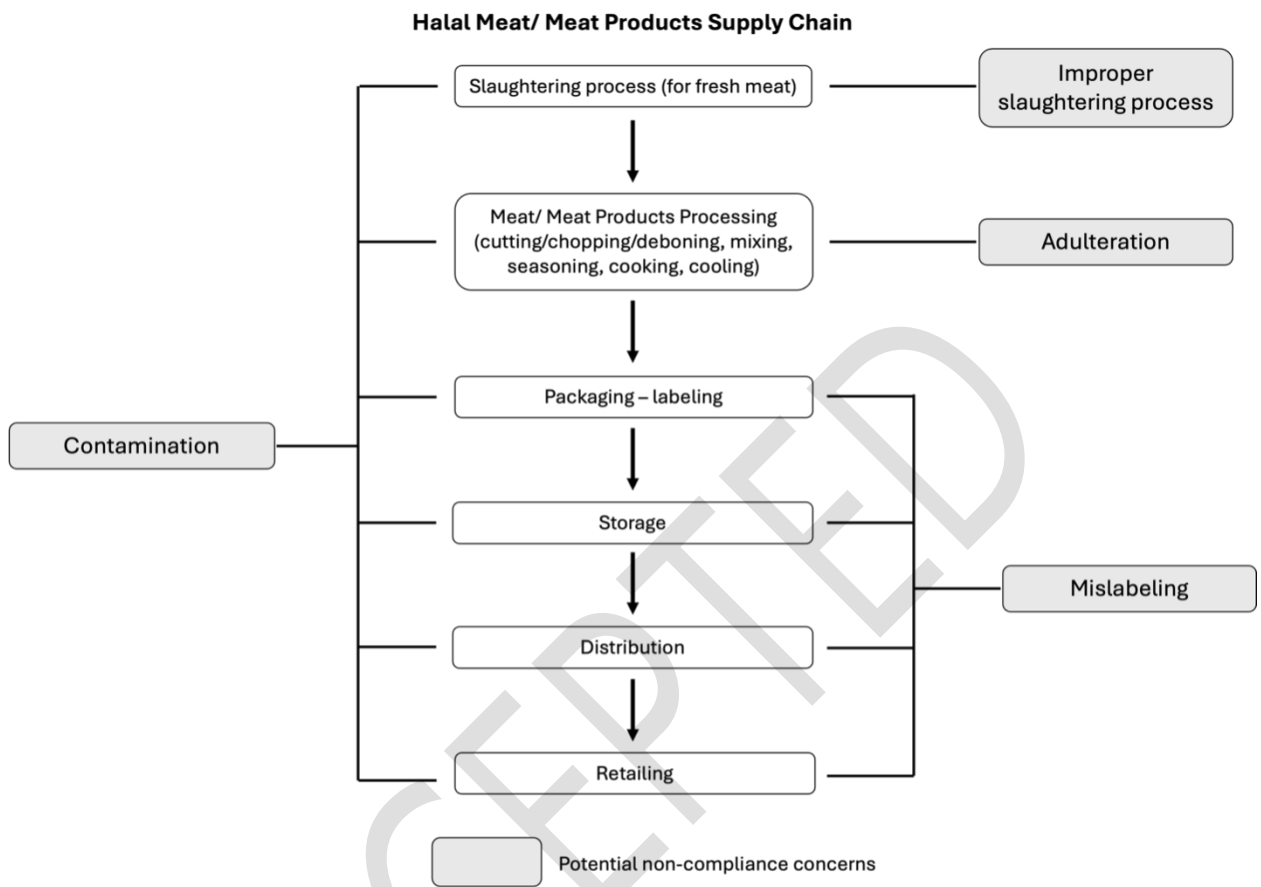 Halal Meat/ Meat Products Supply Chain
Slaughtering process (for fresh meat)
Improper
slaughtering process
Meat/ Meat Products Processing
(cutting/chopping/deboning, mixing,
seasoning, cooking, cooling)
Adulteration
Packaging – labeling
Contamination
Storage
Mislabeling
Distribution
Retailing
Potential non-compliance concerns
CEPTED